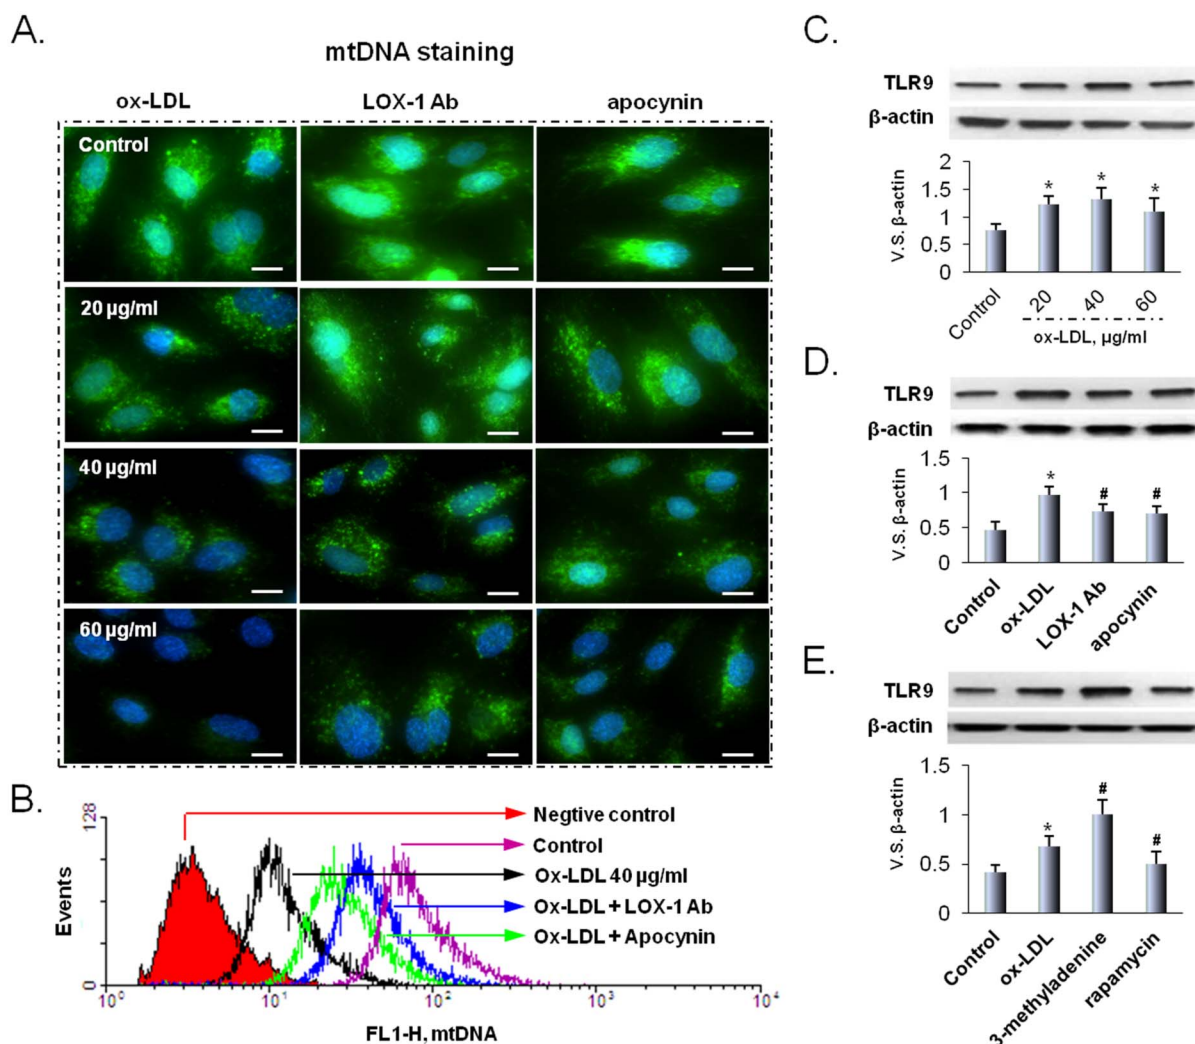 A.
mtDNA staining
ox-LDL LOX-1 Ab apocynin
Control
20 µg/ml
40 µg/ml
60 µg/ml
B.
128
Events
0
Negtive control
Control
Ox-LDL 40 µg/ml
Ox-LDL + LOX-1 Ab
Ox-LDL + Apocynin
10⁰ 10¹ 10² 10³ 10⁴
FL1-H, mtDNA
C.
TLR9
β-actin
V.S. β-actin
2
1.5
1
0.5
0
* * *
Control 20 40 60
ox-LDL, µg/ml
D.
TLR9
β-actin
V.S. β-actin
1.5
1
0.5
0
* # #
Control ox-LDL LOX-1 Ab apocynin
E.
TLR9
β-actin
V.S. β-actin
1.5
1
0.5
0
* # #
Control ox-LDL 3-methyladenine rapamycin